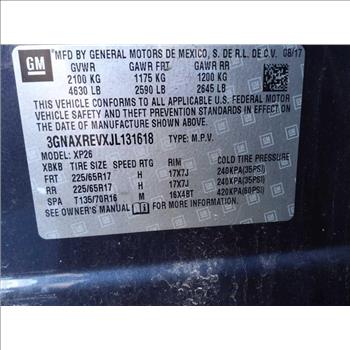 GM
MFD BY GENERAL MOTORS DE MEXICO, S. DE R.L. DE C.V. 08/17
GVWR GAWR FRT GAWR RR
2100 KG 1175 KG 1200 KG
4630 LB 2590 LB 2645 LB
THIS VEHICLE CONFORMS TO ALL APPLICABLE U.S. FEDERAL
VEHICLE SAFETY AND THEFT PREVENTION STANDARDS IN
EFFECT ON THE DATE OF MANUFACTURE SHOWN ABOVE.
3GNAXREVXJL131618 TYPE: M.P.V.
MODEL: XP26
XBKB TIRE SIZE SPEED RTG RIM COLD TIRE PRESSURE
FRT 225/65R17 H 17X7J 240KPA(35PSI)
RR 225/65R17 H 17X7J 240KPA(35PSI)
SPA T135/70R16 M 16X4BT 420KPA(60PSI)
SEE OWNER'S MANUAL FOR MORE INFORMATION.